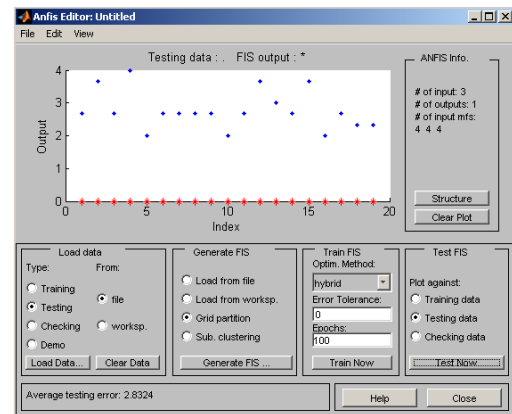 Anfis Editor: Untitled
File Edit View
Testing data : . FIS output : *
Output
4
3
2
1
0
0 5 10 15 20
Index
ANFIS Info.
# of input: 3
# of outputs: 1
# of input mfs:
4 4 4
Structure
Clear Plot
Load data
Type: From:
Training
Testing
Checking
Demo
file
worksp.
Load Data... Clear Data
Generate FIS
Load from file
Load from worksp.
Grid partition
Sub. clustering
Generate FIS ...
Train FIS
Optim. Method:
hybrid
Error Tolerance:
0
Epochs:
100
Train Now
Test FIS
Plot against:
Training data
Testing data
Checking data
Test Now
Average testing error: 2.8324
Help Close